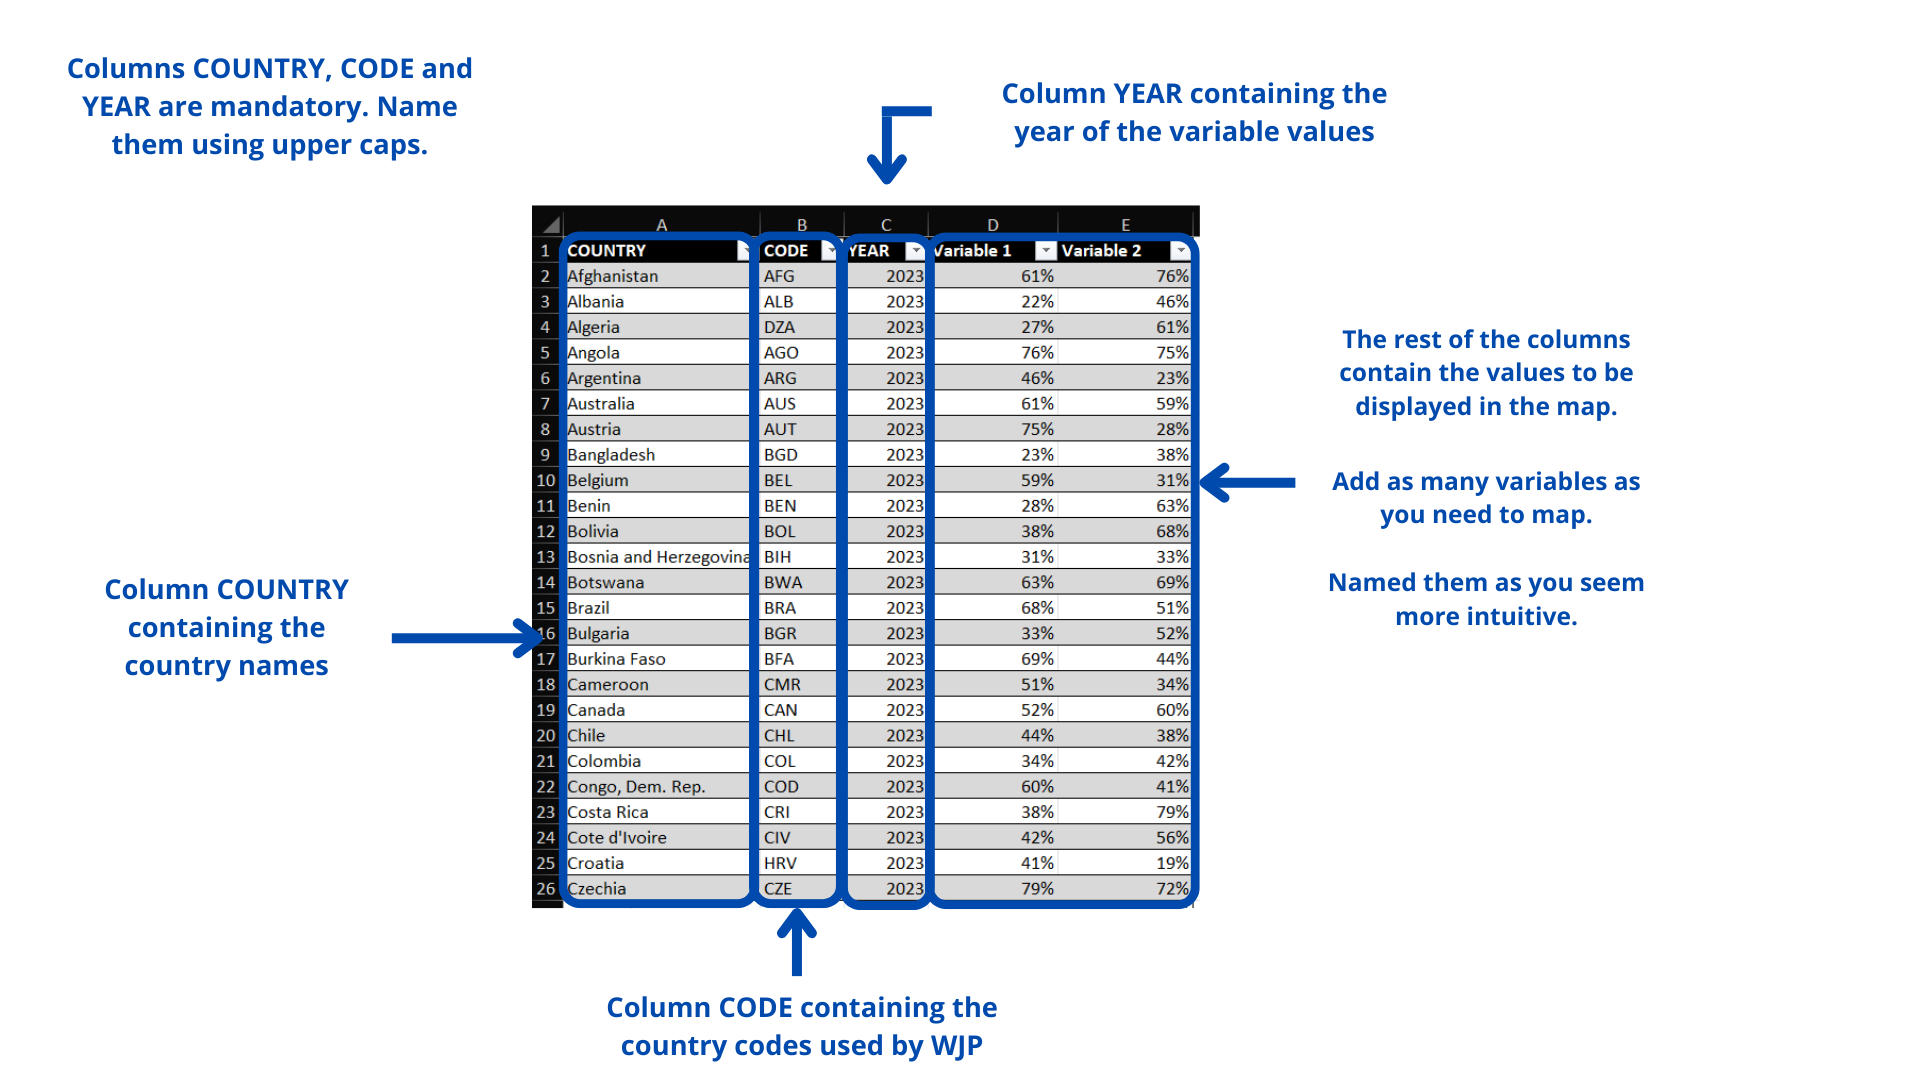 Columns COUNTRY, CODE and
YEAR are mandatory. Name
them using upper caps.
Column YEAR containing the
year of the variable values
A B C D E
1 COUNTRY CODE YEAR Variable 1 Variable 2
2 Afghanistan AFG 2023 61% 76%
3 Albania ALB 2023 22% 46%
4 Algeria DZA 2023 27% 61%
5 Angola AGO 2023 76% 75%
6 Argentina ARG 2023 46% 23%
7 Australia AUS 2023 61% 59%
8 Austria AUT 2023 75% 28%
9 Bangladesh BGD 2023 23% 38%
10 Belgium BEL 2023 59% 31%
11 Benin BEN 2023 28% 63%
12 Bolivia BOL 2023 38% 68%
13 Bosnia and Herzegovina BIH 2023 31% 33%
14 Botswana BWA 2023 63% 69%
15 Brazil BRA 2023 68% 51%
16 Bulgaria BGR 2023 33% 52%
17 Burkina Faso BFA 2023 69% 44%
18 Cameroon CMR 2023 51% 34%
19 Canada CAN 2023 52% 60%
20 Chile CHL 2023 44% 38%
21 Colombia COL 2023 34% 42%
22 Congo, Dem. Rep. COD 2023 60% 41%
23 Costa Rica CRI 2023 38% 79%
24 Cote d'Ivoire CIV 2023 42% 56%
25 Croatia HRV 2023 41% 19%
26 Czechia CZE 2023 79% 72%
The rest of the columns
contain the values to be
displayed in the map.
Add as many variables as
you need to map.
Named them as you seem
more intuitive.
Column COUNTRY
containing the
country names
Column CODE containing the
country codes used by WJP